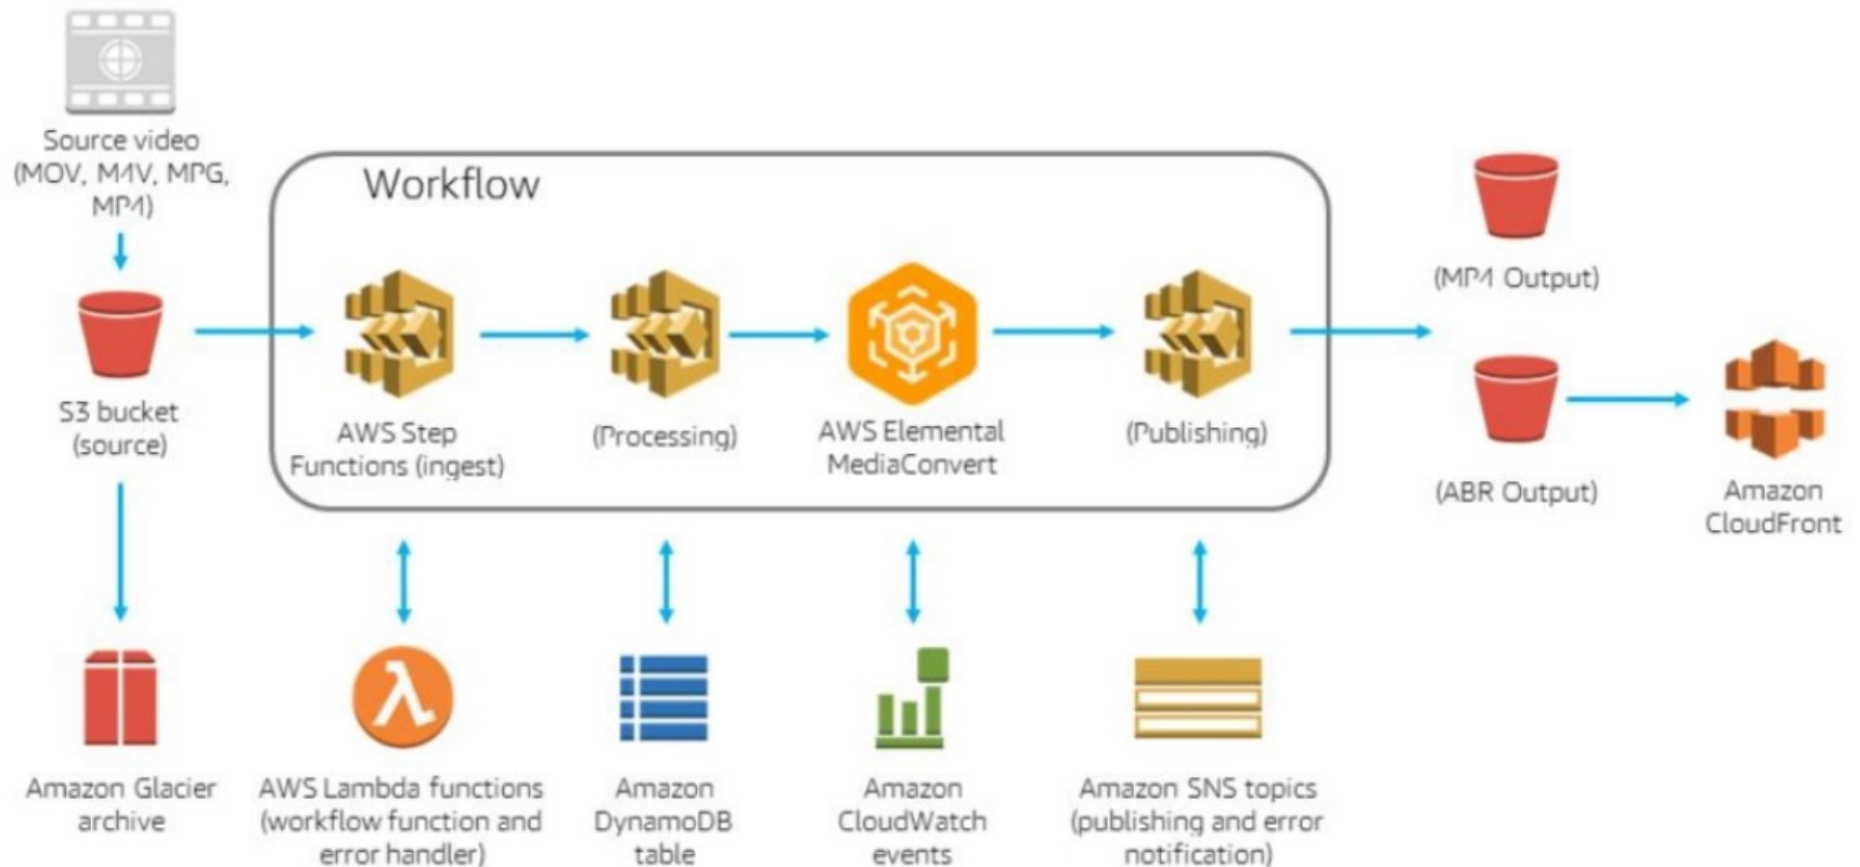 Source video
(MOV, M4V, MPG,
MP4)
Workflow
S3 bucket
(source)
AWS Step
Functions (ingest)
(Processing)
AWS Elemental
MediaConvert
(Publishing)
(MP4 Output)
(ABR Output)
Amazon
CloudFront
Amazon Glacier
archive
AWS Lambda functions
(workflow function and
error handler)
Amazon
DynamoDB
table
Amazon
CloudWatch
events
Amazon SNS topics
(publishing and error
notification)